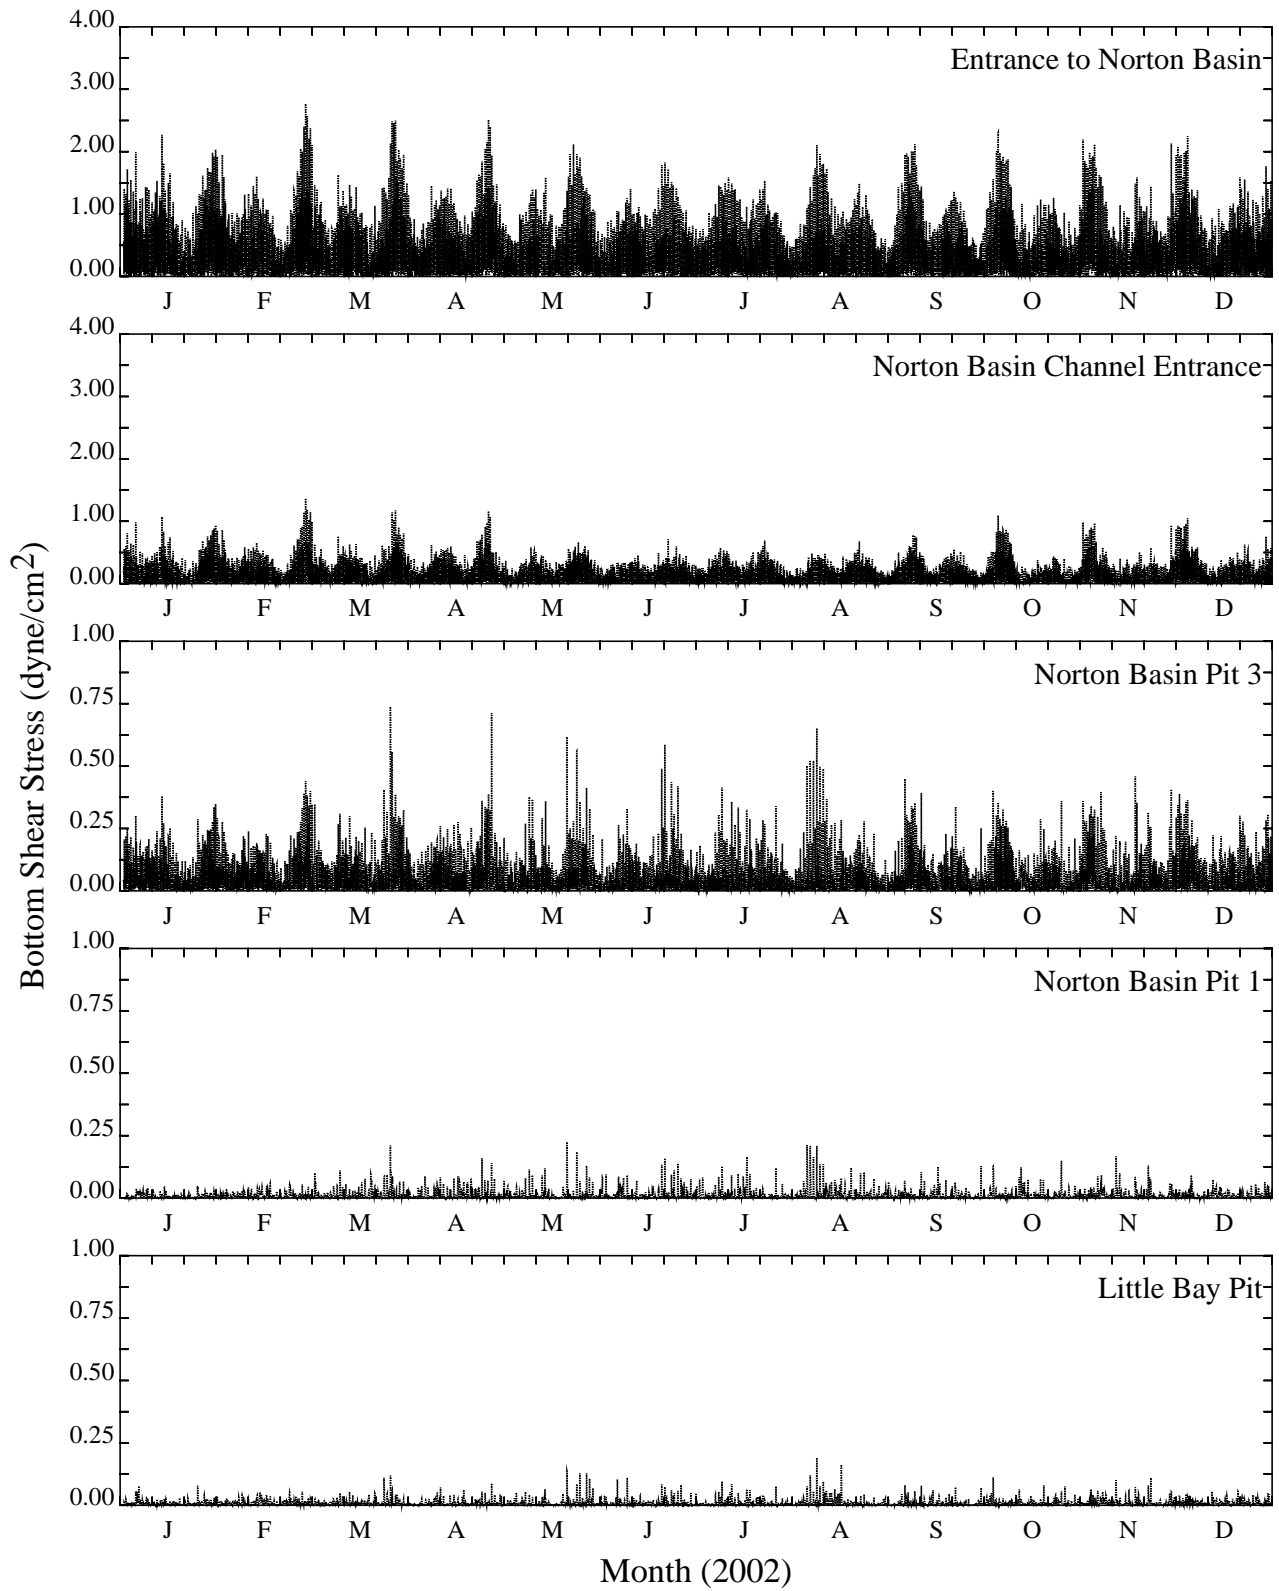 4.00
Entrance to Norton Basin
3.00
2.00
1.00
0.00
J F M A M J J A S O N D
4.00
Norton Basin Channel Entrance
3.00
2.00
1.00
0.00
J F M A M J J A S O N D
1.00
Norton Basin Pit 3
0.75
0.50
0.25
0.00
J F M A M J J A S O N D
1.00
Norton Basin Pit 1
0.75
0.50
0.25
0.00
J F M A M J J A S O N D
1.00
Little Bay Pit
0.75
0.50
0.25
0.00
J F M A M J J A S O N D
Bottom Shear Stress (dyne/cm2)
Month (2002)